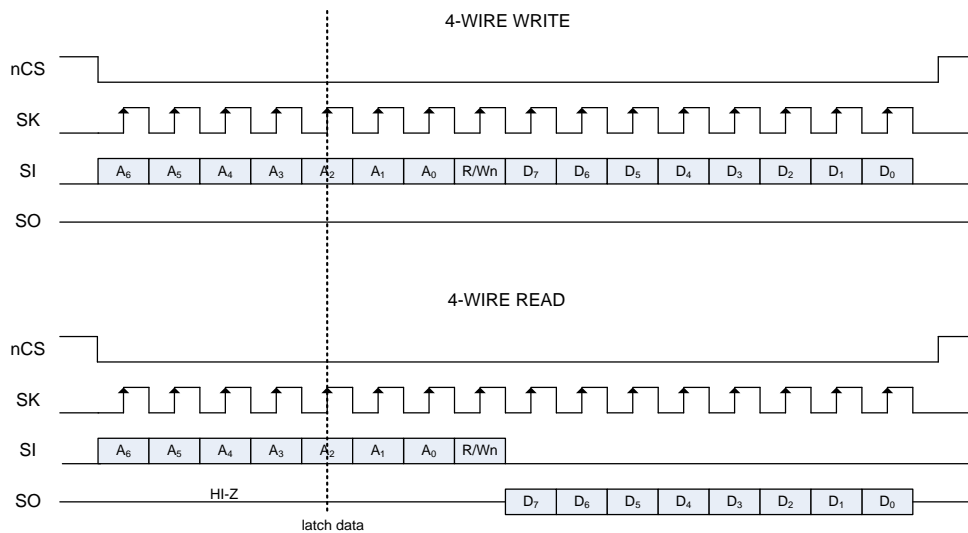 4-WIRE WRITE
nCS
SK
SI A₆ A₅ A₄ A₃ A₂ A₁ A₀ R/Wn D₇ D₆ D₅ D₄ D₃ D₂ D₁ D₀
SO
4-WIRE READ
nCS
SK
SI A₆ A₅ A₄ A₃ A₂ A₁ A₀ R/Wn
SO HI-Z D₇ D₆ D₅ D₄ D₃ D₂ D₁ D₀
latch data